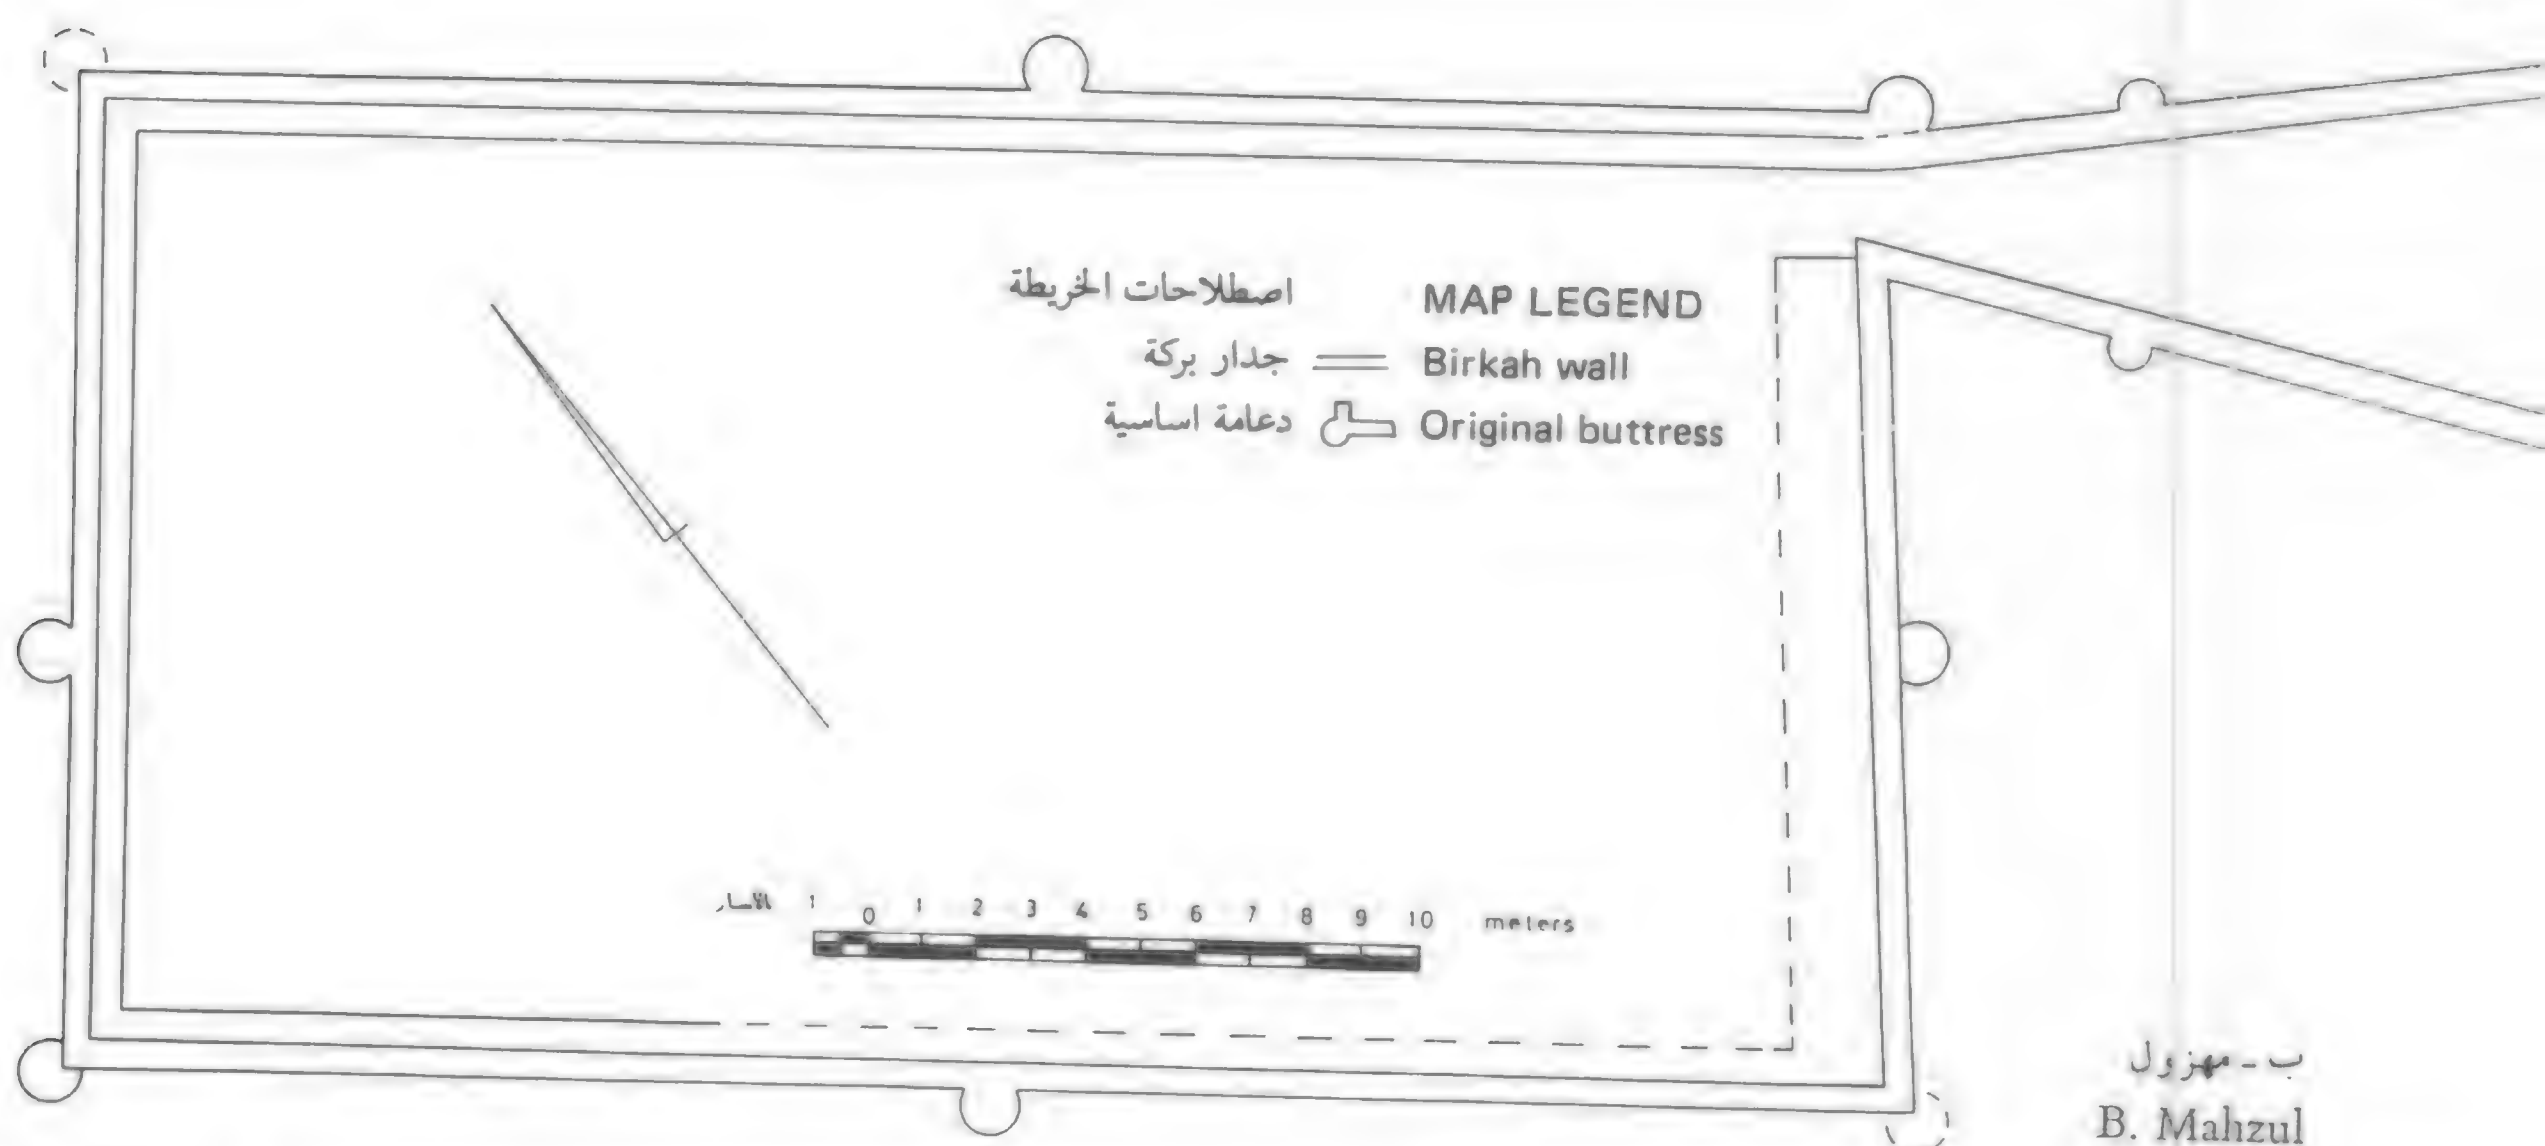 اصطلاحات الخريطة MAP LEGEND
جدار بركة Birkah wall
دعامة اساسية Original buttress
1 0 1 2 3 4 5 6 7 8 9 10 meters
ب - مهزول
B. Mahzul